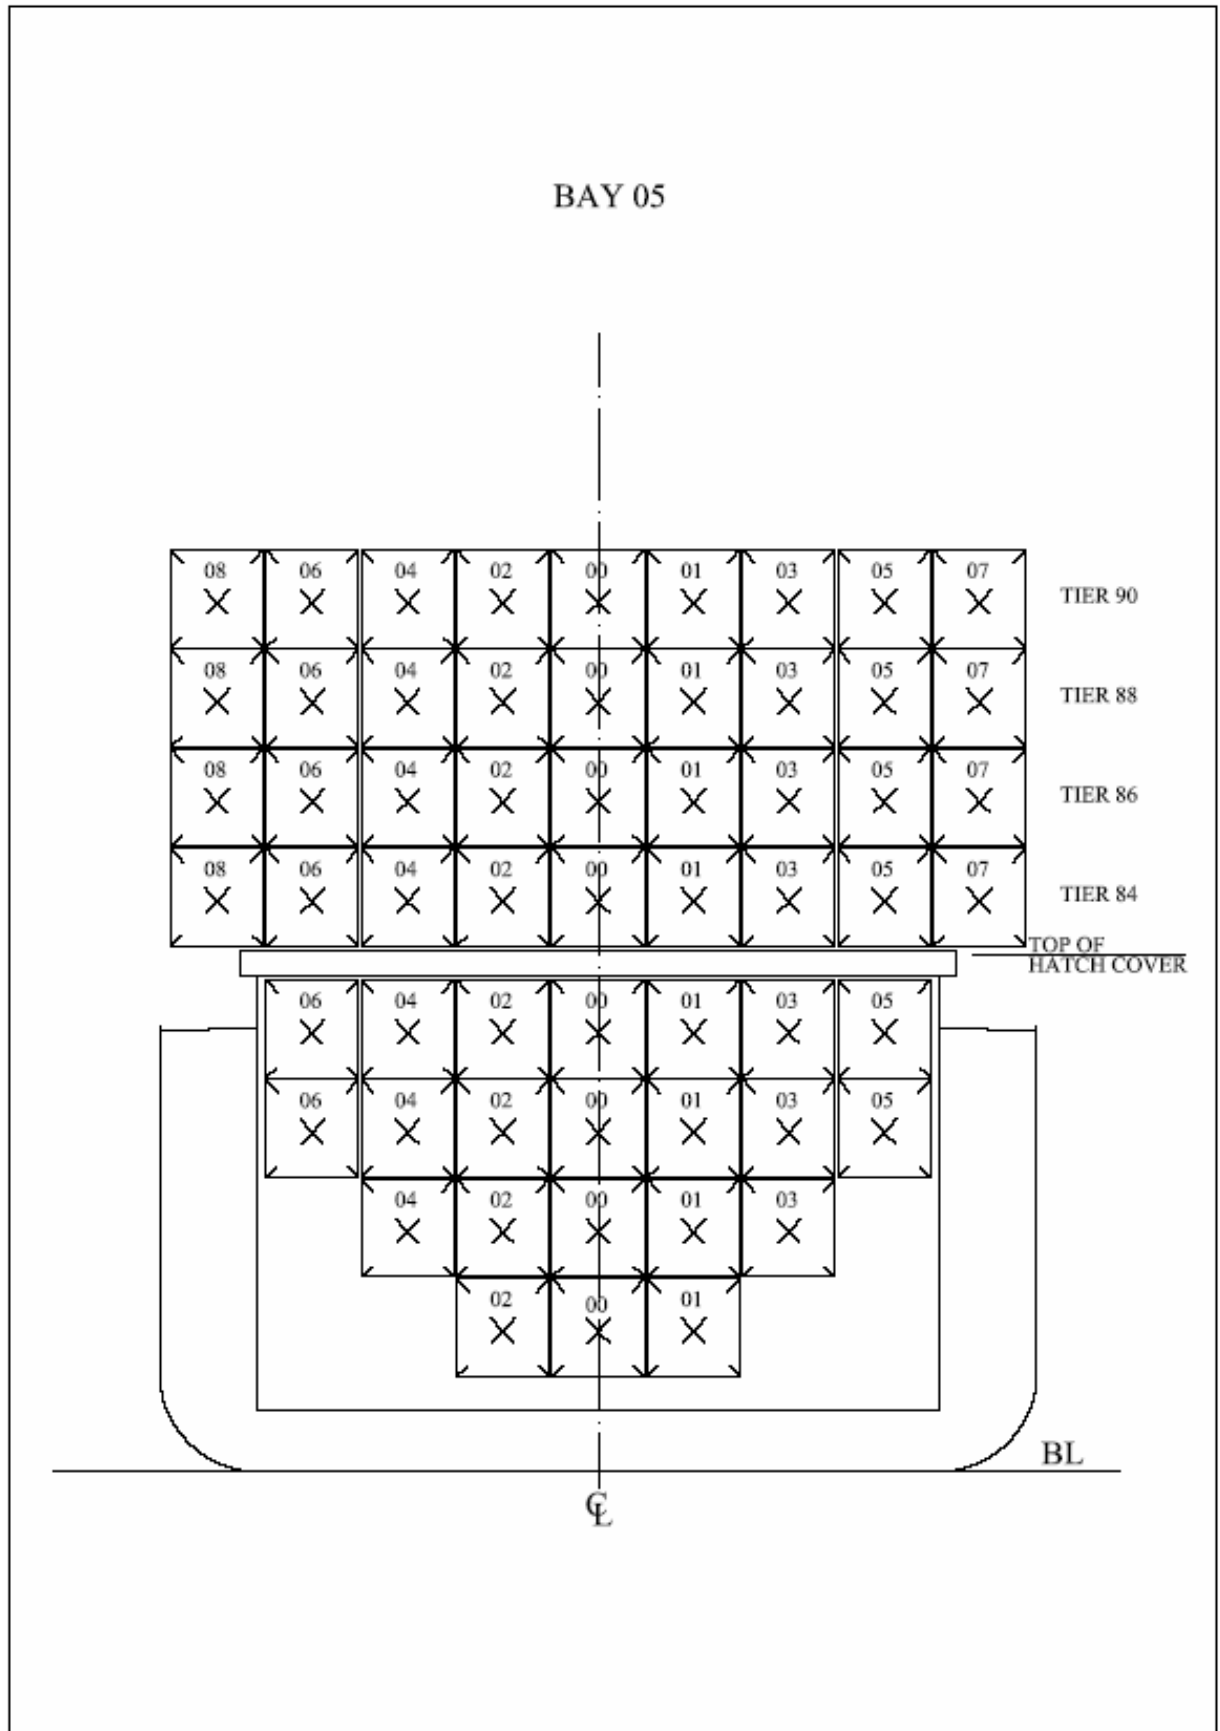 BAY 05
08 06 04 02 00 01 03 05 07 TIER 90
08 06 04 02 00 01 03 05 07 TIER 88
08 06 04 02 00 01 03 05 07 TIER 86
08 06 04 02 00 01 03 05 07 TIER 84
TOP OF
HATCH COVER
06 04 02 00 01 03 05
06 04 02 00 01 03 05
04 02 00 01 03
02 00 01
BL
CL